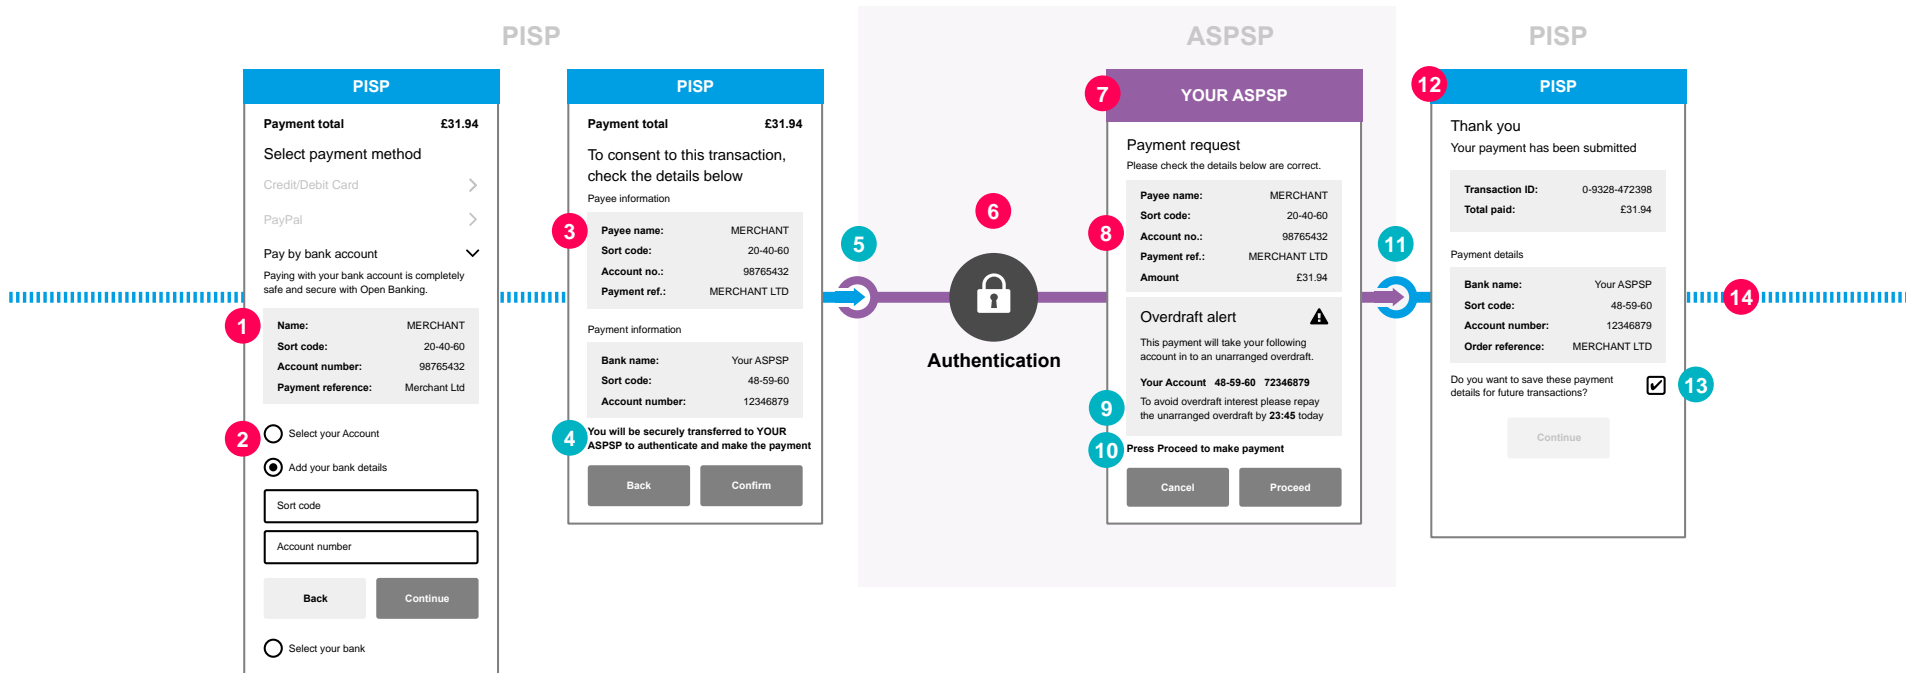 PISP
ASPSP
PISP
PISP
Payment total £31.94
Select payment method
Credit/Debit Card
PayPal
Pay by bank account
Paying with your bank account is completely
safe and secure with Open Banking.
1
Name: MERCHANT
Sort code: 20-40-60
Account number: 98765432
Payment reference: Merchant Ltd
2
Select your Account
Add your bank details
Sort code
Account number
Back Continue
Select your bank
PISP
Payment total £31.94
To consent to this transaction,
check the details below
Payee information
3
Payee name: MERCHANT
Sort code: 20-40-60
Account no.: 98765432
Payment ref.: MERCHANT LTD
Payment information
Bank name: Your ASPSP
Sort code: 48-59-60
Account number: 12346879
4
You will be securely transferred to YOUR
ASPSP to authenticate and make the payment
Back Confirm
5
6
Authentication
7
YOUR ASPSP
Payment request
Please check the details below are correct.
Payee name: MERCHANT
Sort code: 20-40-60
8
Account no.: 98765432
Payment ref.: MERCHANT LTD
Amount £31.94
Overdraft alert
This payment will take your following
account in to an unarranged overdraft.
Your Account 48-59-60 72346879
9
To avoid overdraft interest please repay
the unarranged overdraft by 23:45 today
10
Press Proceed to make payment
Cancel Proceed
11
12
PISP
Thank you
Your payment has been submitted
Transaction ID: 0-9328-472398
Total paid: £31.94
Payment details
Bank name: Your ASPSP
Sort code: 48-59-60
Account number: 12346879
Order reference: MERCHANT LTD
Do you want to save these payment
details for future transactions?
13
Continue
14